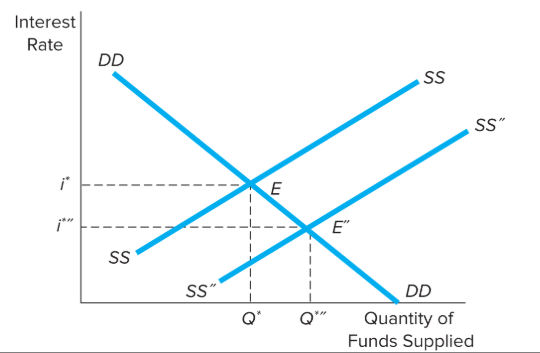 Interest
Rate
DD
SS
SS″
i*
E
i*″
E″
SS
SS″
DD
Q*
Q*″
Quantity of
Funds Supplied